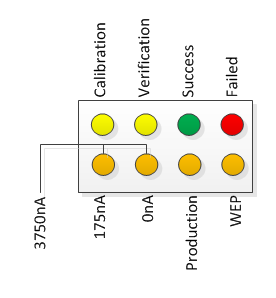 Calibration
Verification
Success
Failed
3750nA
175nA
0nA
Production
WEP